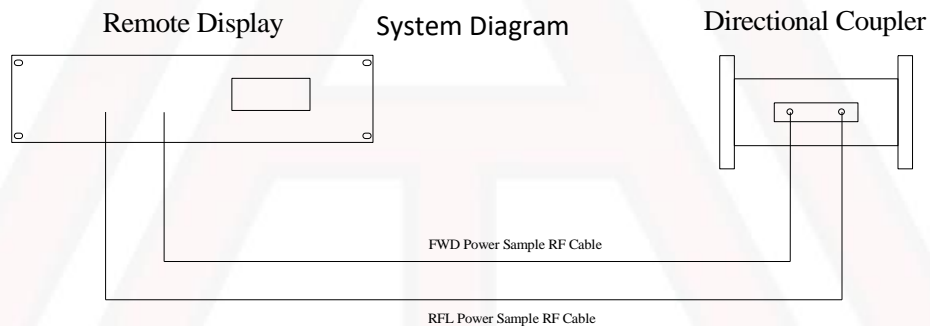 Remote Display
System Diagram
Directional Coupler
FWD Power Sample RF Cable
RFL Power Sample RF Cable